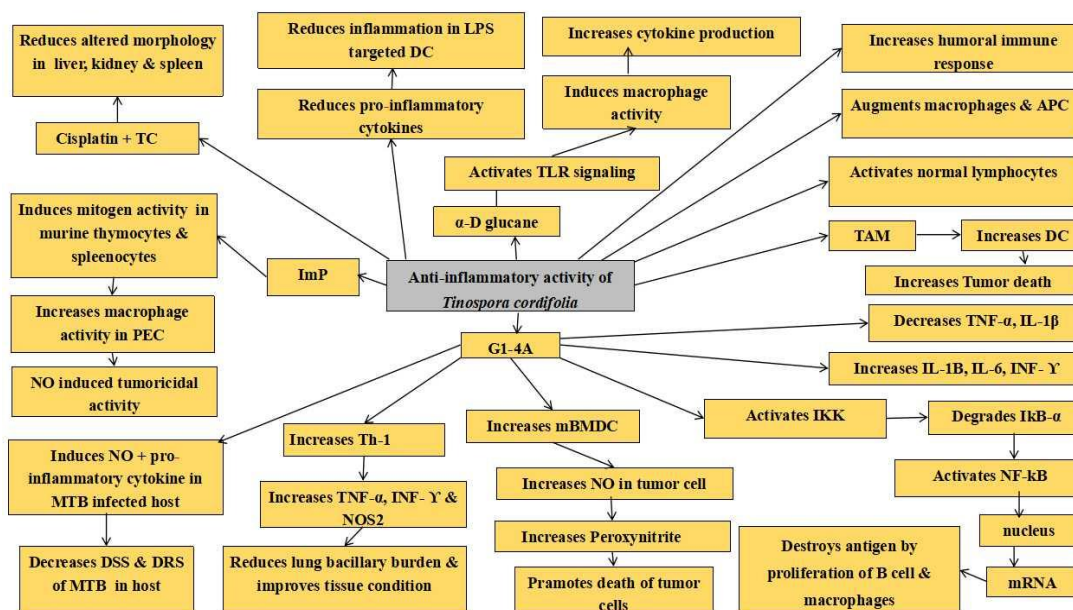 Reduces altered morphology
in liver, kidney & spleen
Cisplatin + TC
Reduces inflammation in LPS
targeted DC
Reduces pro-inflammatory
cytokines
Increases cytokine production
Induces macrophage
activity
Activates TLR signaling
α-D glucane
Increases humoral immune
response
Augments macrophages & APC
Activates normal lymphocytes
TAM
Increases DC
Increases Tumor death
Induces mitogen activity in
murine thymocytes &
spleenocytes
ImP
Anti-inflammatory activity of
Tinospora cordifolia
Increases macrophage
activity in PEC
NO induced tumoricidal
activity
G1-4A
Decreases TNF-α, IL-1β
Increases IL-1B, IL-6, INF- ϒ
Activates IKK
Degrades IkB-α
Activates NF-kB
nucleus
mRNA
Destroys antigen by
proliferation of B cell &
macrophages
Induces NO + pro-
inflammatory cytokine in
MTB infected host
Decreases DSS & DRS
of MTB in host
Increases Th-1
Increases TNF-α, INF- ϒ &
NOS2
Reduces lung bacillary burden &
improves tissue condition
Increases mBMDC
Increases NO in tumor cell
Increases Peroxynitrite
Pramotes death of tumor
cells